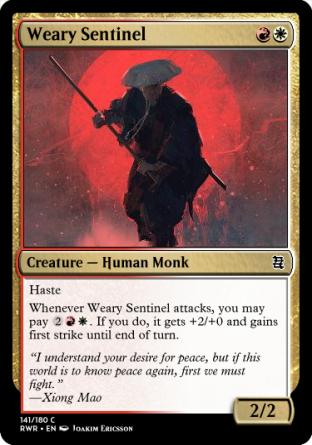 Weary Sentinel
Creature — Human Monk
Haste
Whenever Weary Sentinel attacks, you may
pay 2. If you do, it gets +2/+0 and gains
first strike until end of turn.
“I understand your desire for peace, but if this
world is to know peace again, first we must
fight.”
—Xiong Mao
2/2
141/180 C
RWR • EN Joakim Ericsson